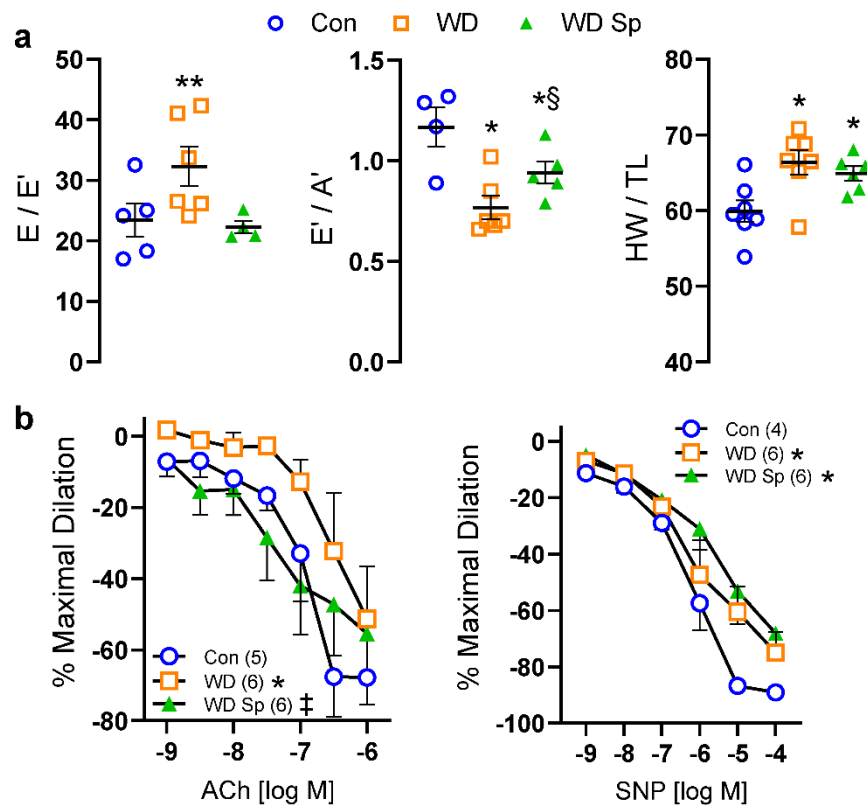 Con WD WD Sp
a
E / E'
50
40
30
20
10
0
**
E' / A'
1.5
1.0
0.5
0.0
*
*§
HW / TL
80
70
60
50
40
*
*
b
% Maximal Dilation
0
-20
-40
-60
-80
Con (5)
WD (6) *
WD Sp (6) ‡
-9 -8 -7 -6
ACh [log M]
% Maximal Dilation
0
-20
-40
-60
-80
-100
Con (4)
WD (6) *
WD Sp (6) *
-9 -8 -7 -6 -5 -4
SNP [log M]